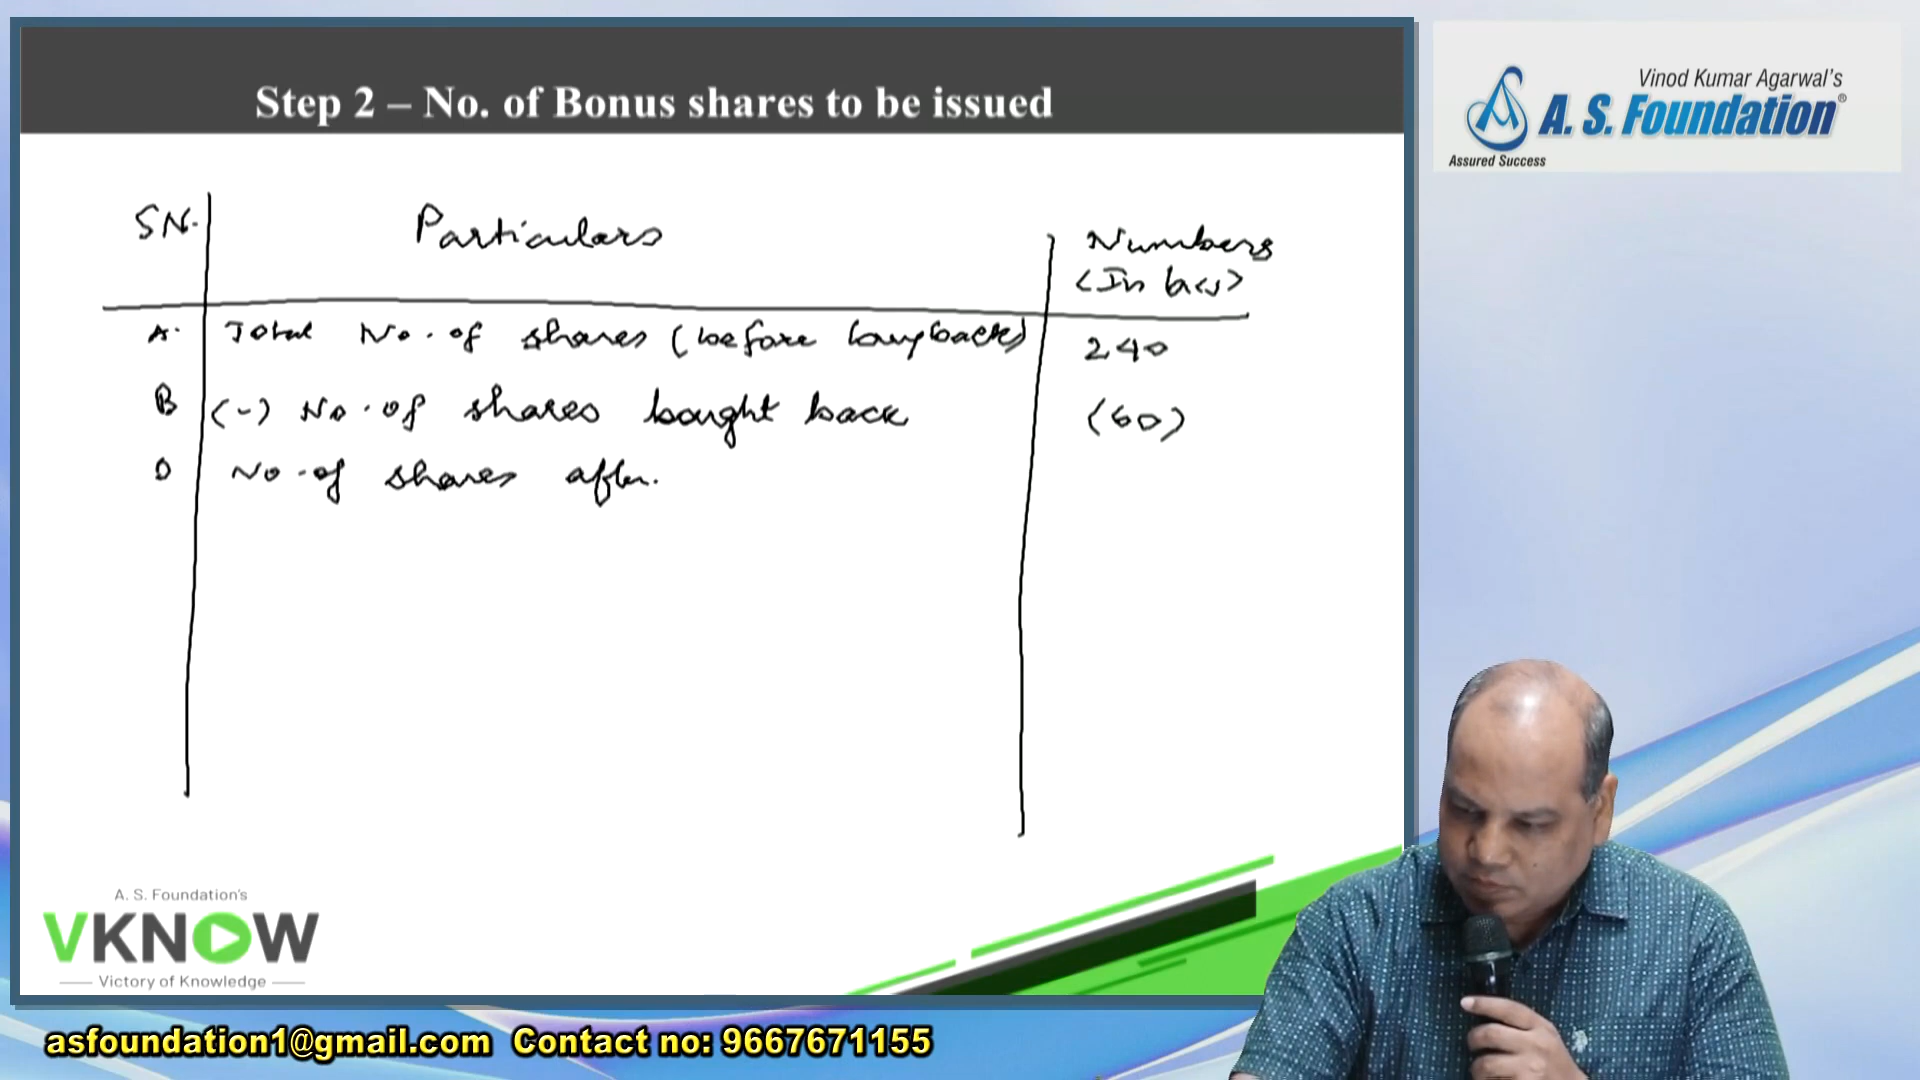 Step 2 – No. of Bonus shares to be issued
Vinod Kumar Agarwal's
A. S. Foundation®
Assured Success
SN. Particulars Numbers
(In lacs)
A. Total No. of shares (before buyback) 240
B (-) No. of shares bought back (60)
D No. of shares after.
A. S. Foundation's
VKNOW
Victory of Knowledge
asfoundation1@gmail.com Contact no: 9667671155